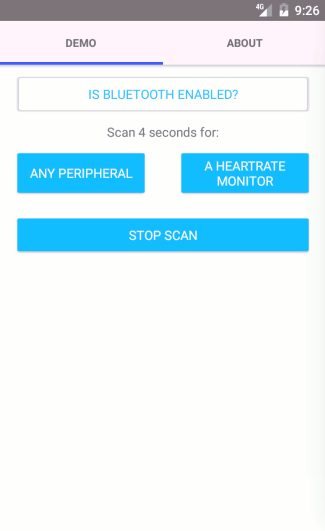 4G 9:26
DEMO ABOUT
IS BLUETOOTH ENABLED?
Scan 4 seconds for:
ANY PERIPHERAL
A HEARTRATE
MONITOR
STOP SCAN